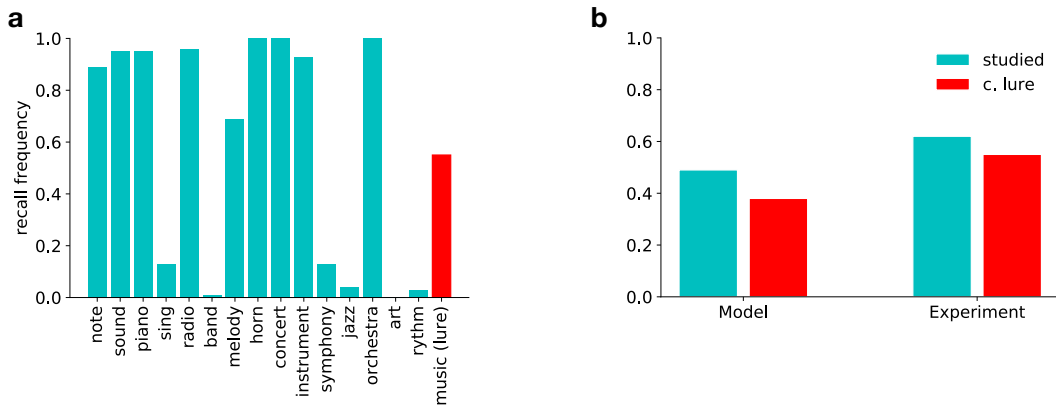 a
recall frequency
1.0
0.8
0.6
0.4
0.2
0.0
note
sound
piano
sing
radio
band
melody
horn
concert
instrument
symphony
jazz
orchestra
art
rythm
music (lure)
b
1.0
0.8
0.6
0.4
0.2
0.0
studied
c. lure
Model
Experiment